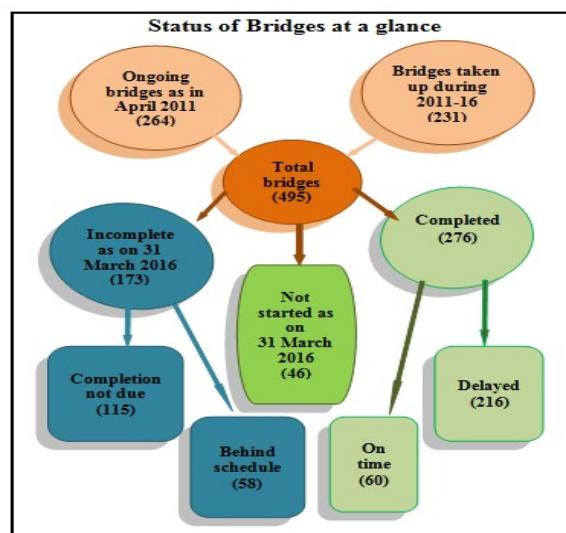 Status of Bridges at a glance
Ongoing
bridges as in
April 2011
(264)
Bridges taken
up during
2011-16
(231)
Total
bridges
(495)
Incomplete
as on 31
March 2016
(173)
Completed
(276)
Not
started as
on
31 March
2016
(46)
Completion
not due
(115)
Delayed
(216)
Behind
schedule
(58)
On
time
(60)